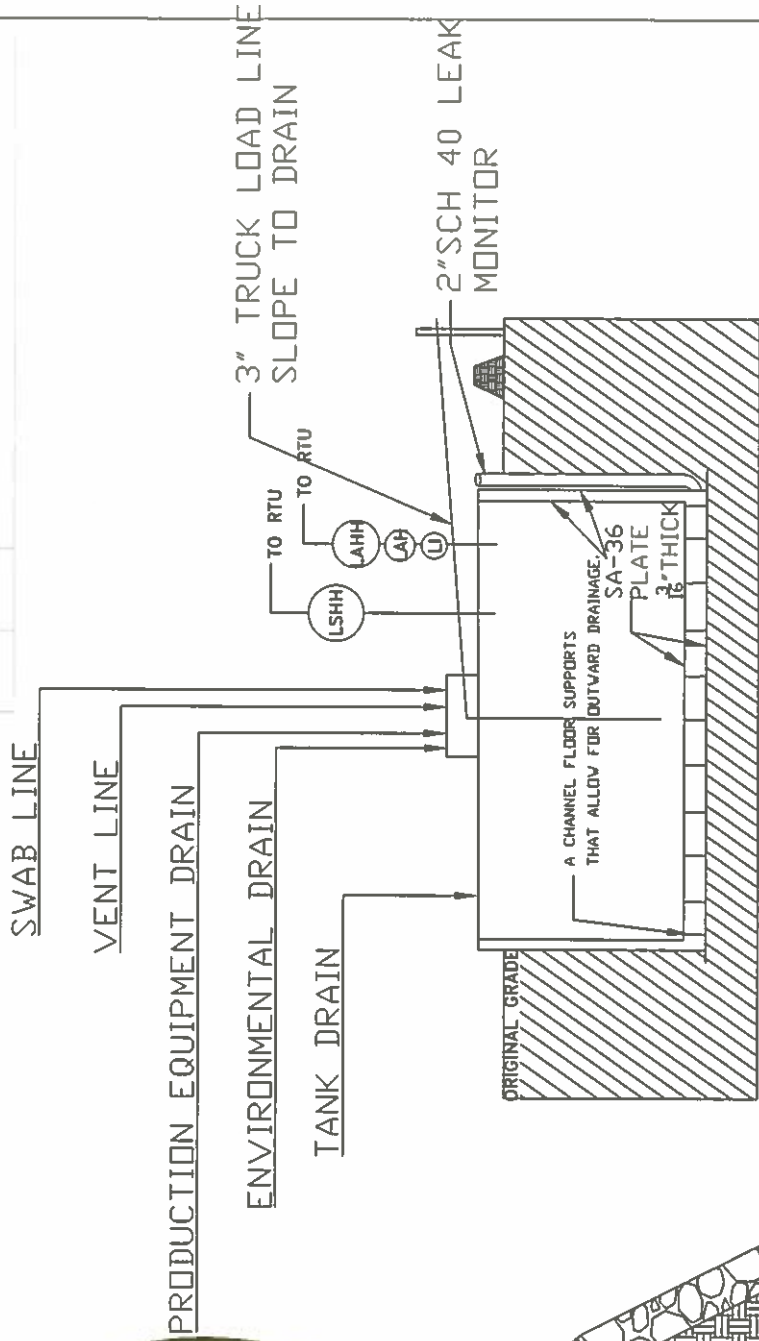 SWAB LINE
VENT LINE
PRODUCTION EQUIPMENT DRAIN
ENVIRONMENTAL DRAIN
TANK DRAIN
TO RTU
TO RTU
LSHH
LAHH
LAH
LI
3" TRUCK LOAD LINE
SLOPE TO DRAIN
2"SCH 40 LEAK
MONITOR
ORIGINAL GRADE
A CHANNEL FLOOR SUPPORTS
THAT ALLOW FOR OUTWARD DRAINAGE.
SA-36
PLATE
3/16"THICK